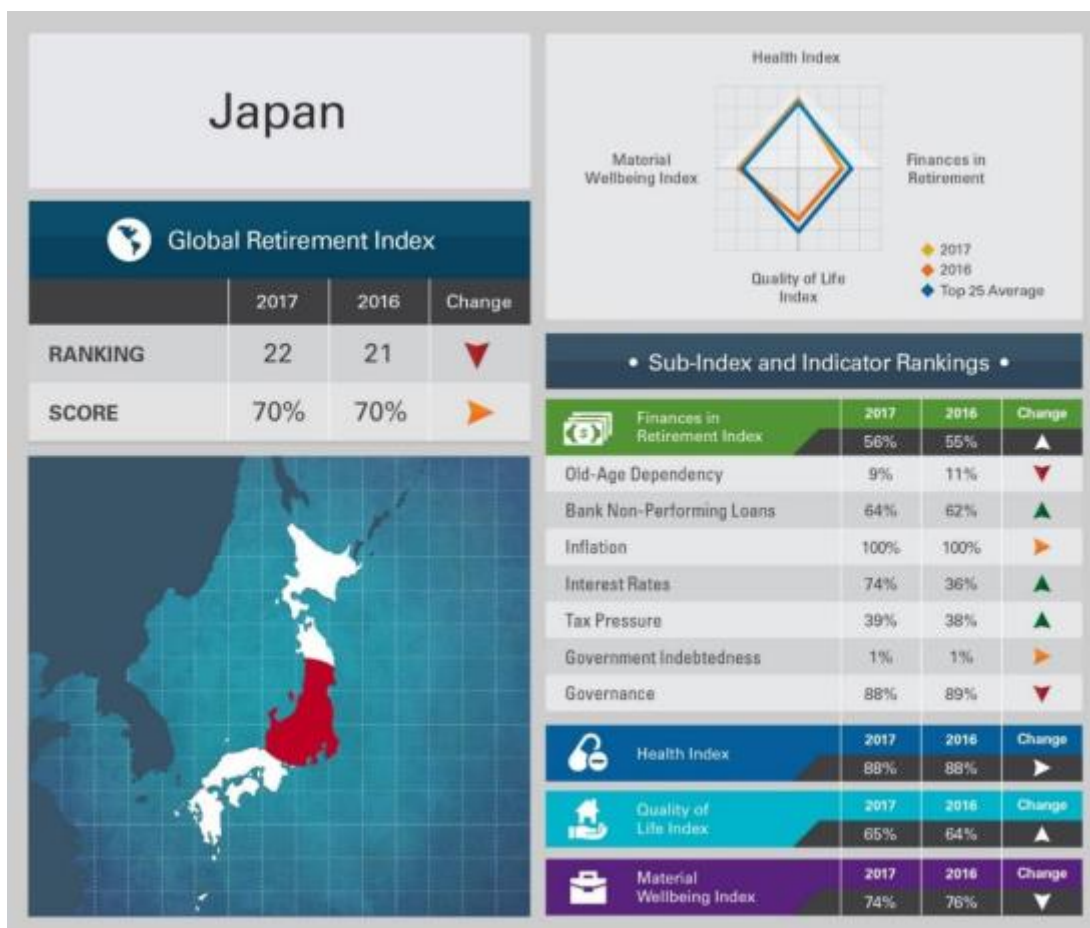 Japan
Global Retirement Index
2017 2016 Change
RANKING 22 21
SCORE 70% 70%
Health Index
Material
Wellbeing Index
Finances in
Retirement
Quality of Life
Index
2017
2016
Top 25 Average
• Sub-Index and Indicator Rankings •
Finances in
Retirement Index
2017 2016 Change
56% 55%
Old-Age Dependency 9% 11%
Bank Non-Performing Loans 64% 62%
Inflation 100% 100%
Interest Rates 74% 36%
Tax Pressure 39% 38%
Government Indebtedness 1% 1%
Governance 88% 89%
Health Index
2017 2016 Change
88% 88%
Quality of
Life Index
2017 2016 Change
65% 64%
Material
Wellbeing Index
2017 2016 Change
74% 76%